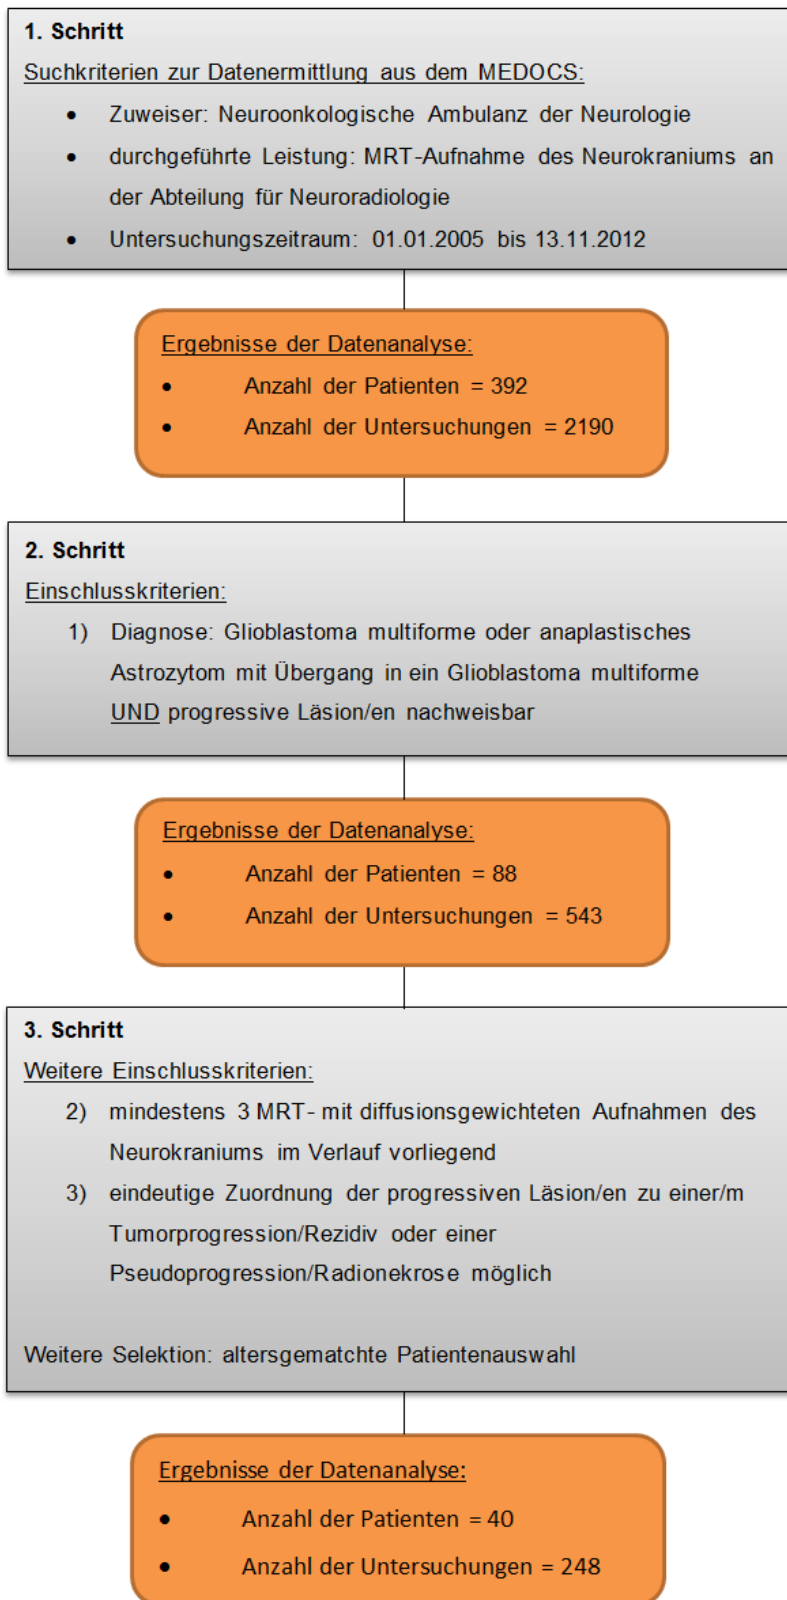 1. Schritt
Suchkriterien zur Datenermittlung aus dem MEDOCS:
• Zuweiser: Neuroonkologische Ambulanz der Neurologie
• durchgeführte Leistung: MRT-Aufnahme des Neurokraniums an
der Abteilung für Neuroradiologie
• Untersuchungszeitraum: 01.01.2005 bis 13.11.2012
Ergebnisse der Datenanalyse:
• Anzahl der Patienten = 392
• Anzahl der Untersuchungen = 2190
2. Schritt
Einschlusskriterien:
1) Diagnose: Glioblastoma multiforme oder anaplastisches
Astrozytom mit Übergang in ein Glioblastoma multiforme
UND progressive Läsion/en nachweisbar
Ergebnisse der Datenanalyse:
• Anzahl der Patienten = 88
• Anzahl der Untersuchungen = 543
3. Schritt
Weitere Einschlusskriterien:
2) mindestens 3 MRT- mit diffusionsgewichteten Aufnahmen des
Neurokraniums im Verlauf vorliegend
3) eindeutige Zuordnung der progressiven Läsion/en zu einer/m
Tumorprogression/Rezidiv oder einer
Pseudoprogression/Radionekrose möglich
Weitere Selektion: altersgematchte Patientenauswahl
Ergebnisse der Datenanalyse:
• Anzahl der Patienten = 40
• Anzahl der Untersuchungen = 248